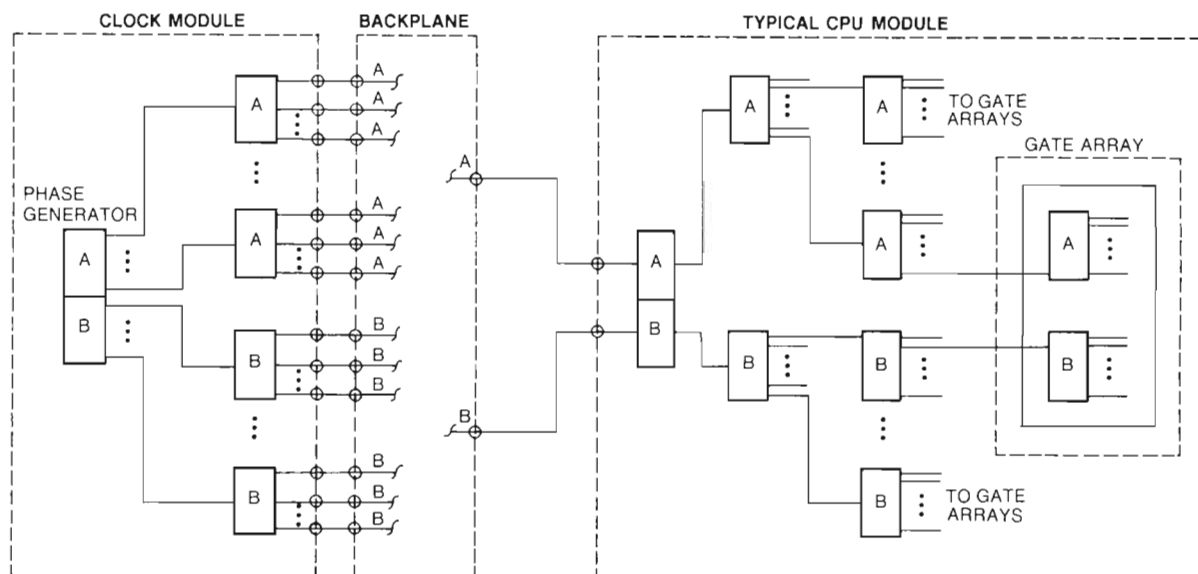 CLOCK MODULE
BACKPLANE
TYPICAL CPU MODULE
PHASE
GENERATOR
A
B
A
A
B
B
A
A
A
A
A
A
B
B
B
B
B
B
A
B
A
B
A
A
A
TO GATE
ARRAYS
B
B
B
TO GATE
ARRAYS
GATE ARRAY
A
B